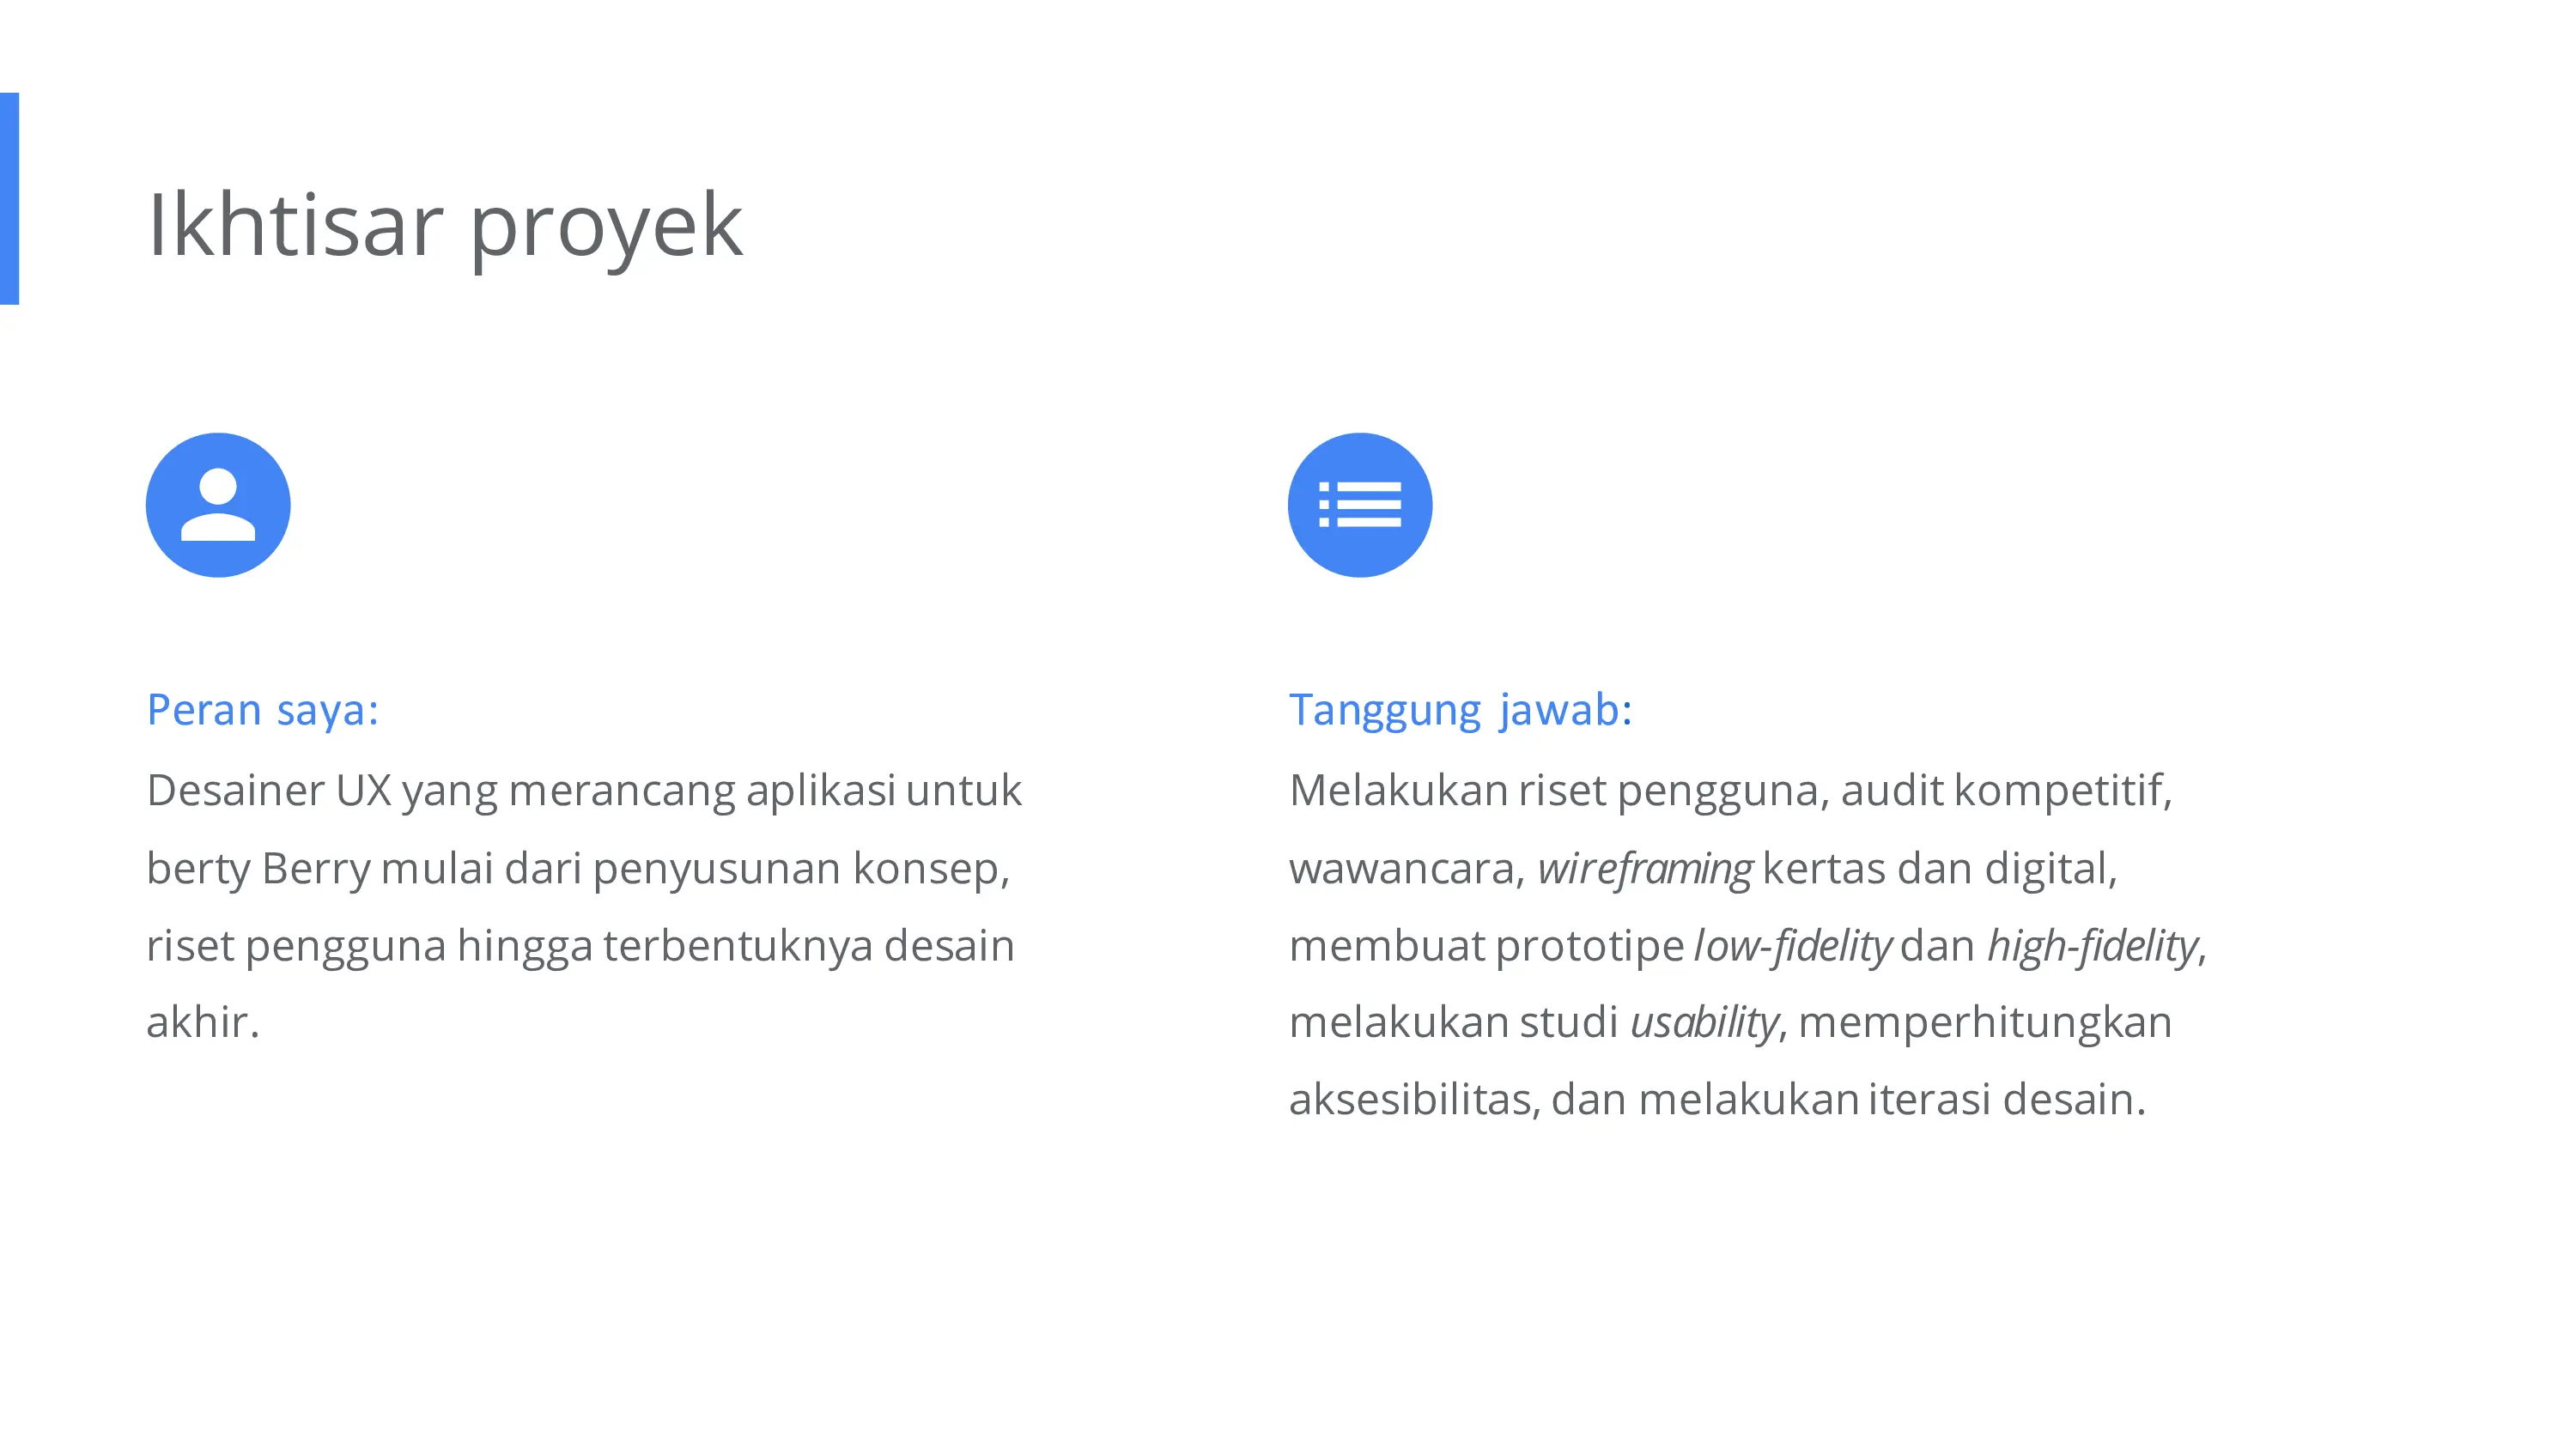 Ikhtisar proyek
Peran saya:
Desainer UX yang merancang aplikasi untuk
berty Berry mulai dari penyusunan konsep,
riset pengguna hingga terbentuknya desain
akhir.
Tanggung jawab:
Melakukan riset pengguna, audit kompetitif,
wawancara, wireframing kertas dan digital,
membuat prototipe low-fidelity dan high-fidelity,
melakukan studi usability, memperhitungkan
aksesibilitas, dan melakukan iterasi desain.